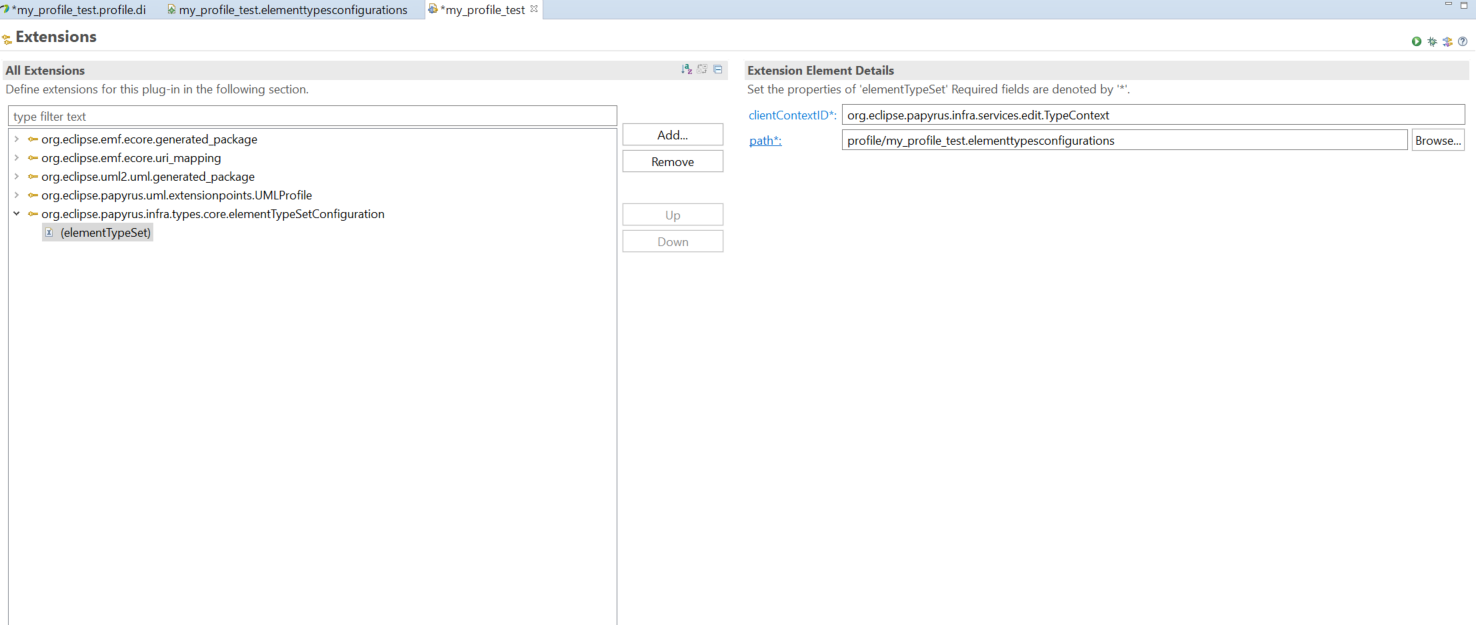 *my_profile_test.profile.di my_profile_test.elementtypesconfigurations *my_profile_test
Extensions
All Extensions
Define extensions for this plug-in in the following section.
type filter text
org.eclipse.emf.ecore.generated_package
org.eclipse.emf.ecore.uri_mapping
org.eclipse.uml2.uml.generated_package
org.eclipse.papyrus.uml.extensionpoints.UMLProfile
org.eclipse.papyrus.infra.types.core.elementTypeSetConfiguration
(elementTypeSet)
Add...
Remove
Up
Down
Extension Element Details
Set the properties of 'elementTypeSet' Required fields are denoted by '*'.
clientContextID*: org.eclipse.papyrus.infra.services.edit.TypeContext
path*: profile/my_profile_test.elementtypesconfigurations Browse...